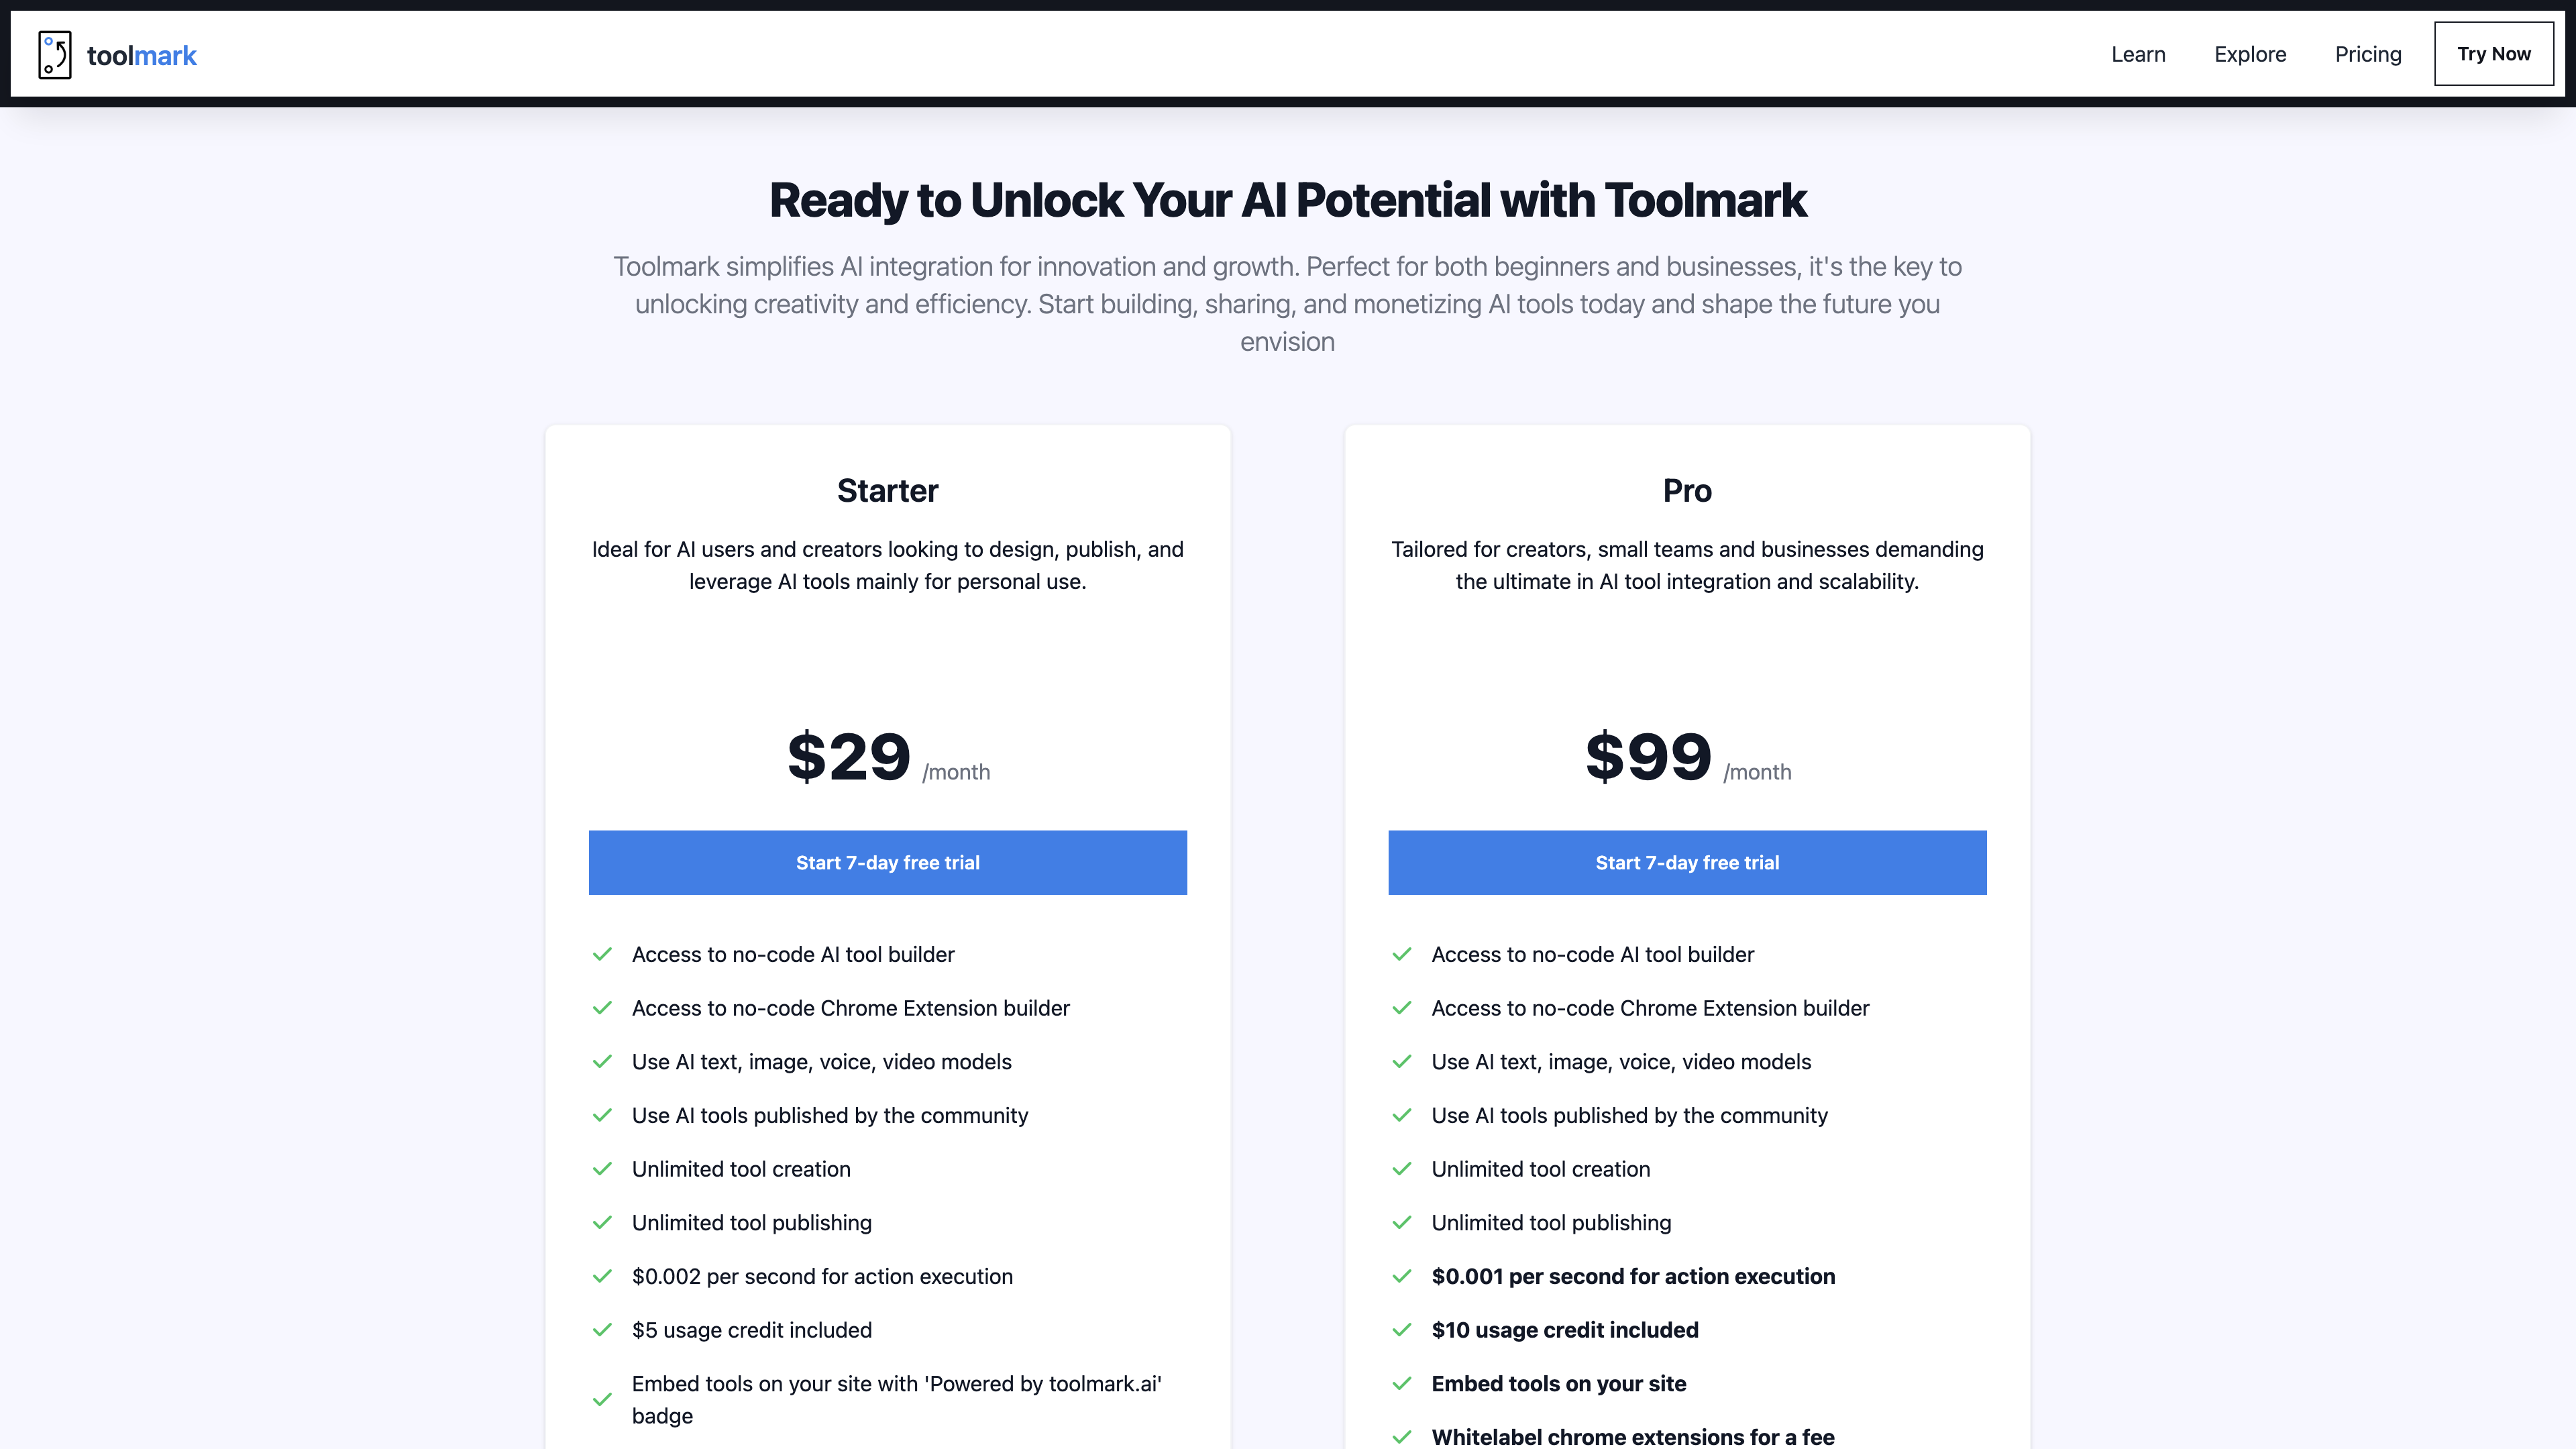 toolmark
Learn
Explore
Pricing
Try Now
Ready to Unlock Your AI Potential with Toolmark
Toolmark simplifies AI integration for innovation and growth. Perfect for both beginners and businesses, it's the key to
unlocking creativity and efficiency. Start building, sharing, and monetizing AI tools today and shape the future you
envision
Starter
Ideal for AI users and creators looking to design, publish, and
leverage AI tools mainly for personal use.
$29 /month
Start 7-day free trial
Access to no-code AI tool builder
Access to no-code Chrome Extension builder
Use AI text, image, voice, video models
Use AI tools published by the community
Unlimited tool creation
Unlimited tool publishing
$0.002 per second for action execution
$5 usage credit included
Embed tools on your site with 'Powered by toolmark.ai'
badge
Pro
Tailored for creators, small teams and businesses demanding
the ultimate in AI tool integration and scalability.
$99 /month
Start 7-day free trial
Access to no-code AI tool builder
Access to no-code Chrome Extension builder
Use AI text, image, voice, video models
Use AI tools published by the community
Unlimited tool creation
Unlimited tool publishing
$0.001 per second for action execution
$10 usage credit included
Embed tools on your site
Whitelabel chrome extensions for a fee